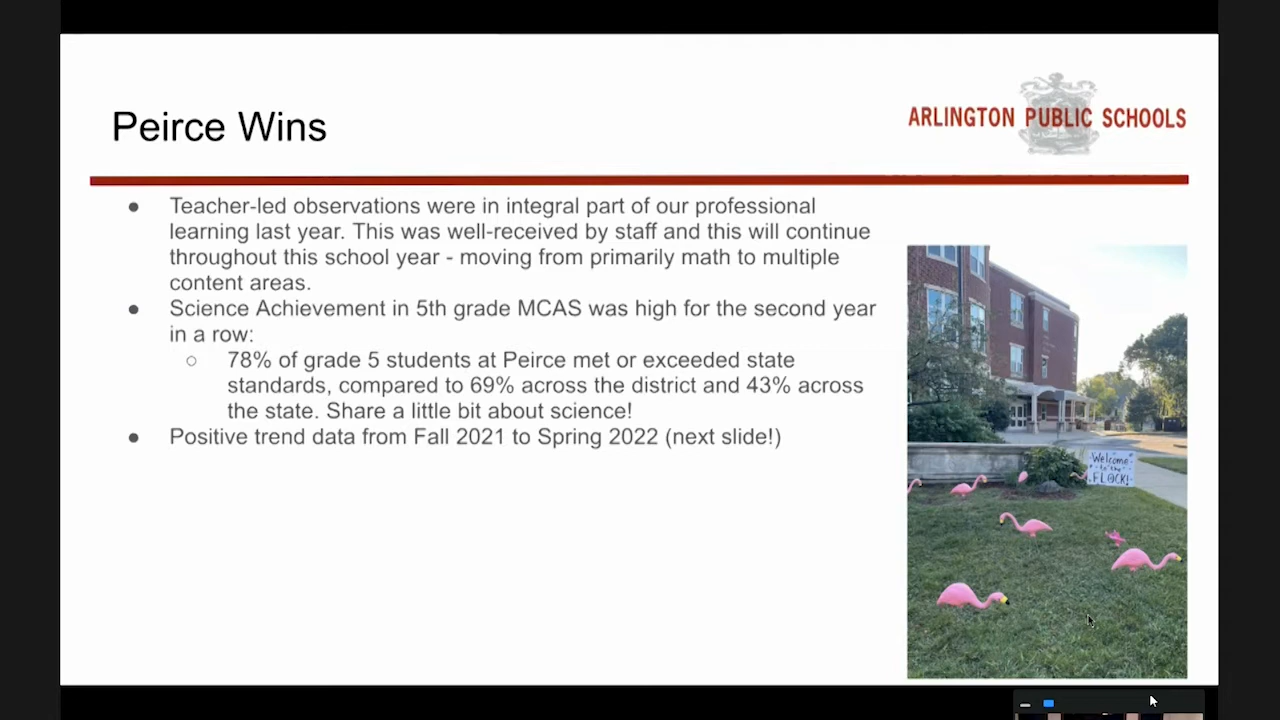 Peirce Wins
ARLINGTON PUBLIC SCHOOLS
● Teacher-led observations were in integral part of our professional
learning last year. This was well-received by staff and this will continue
throughout this school year - moving from primarily math to multiple
content areas.
● Science Achievement in 5th grade MCAS was high for the second year
in a row:
○ 78% of grade 5 students at Peirce met or exceeded state
standards, compared to 69% across the district and 43% across
the state. Share a little bit about science!
● Positive trend data from Fall 2021 to Spring 2022 (next slide!)
Welcome
to the
FLOCK!